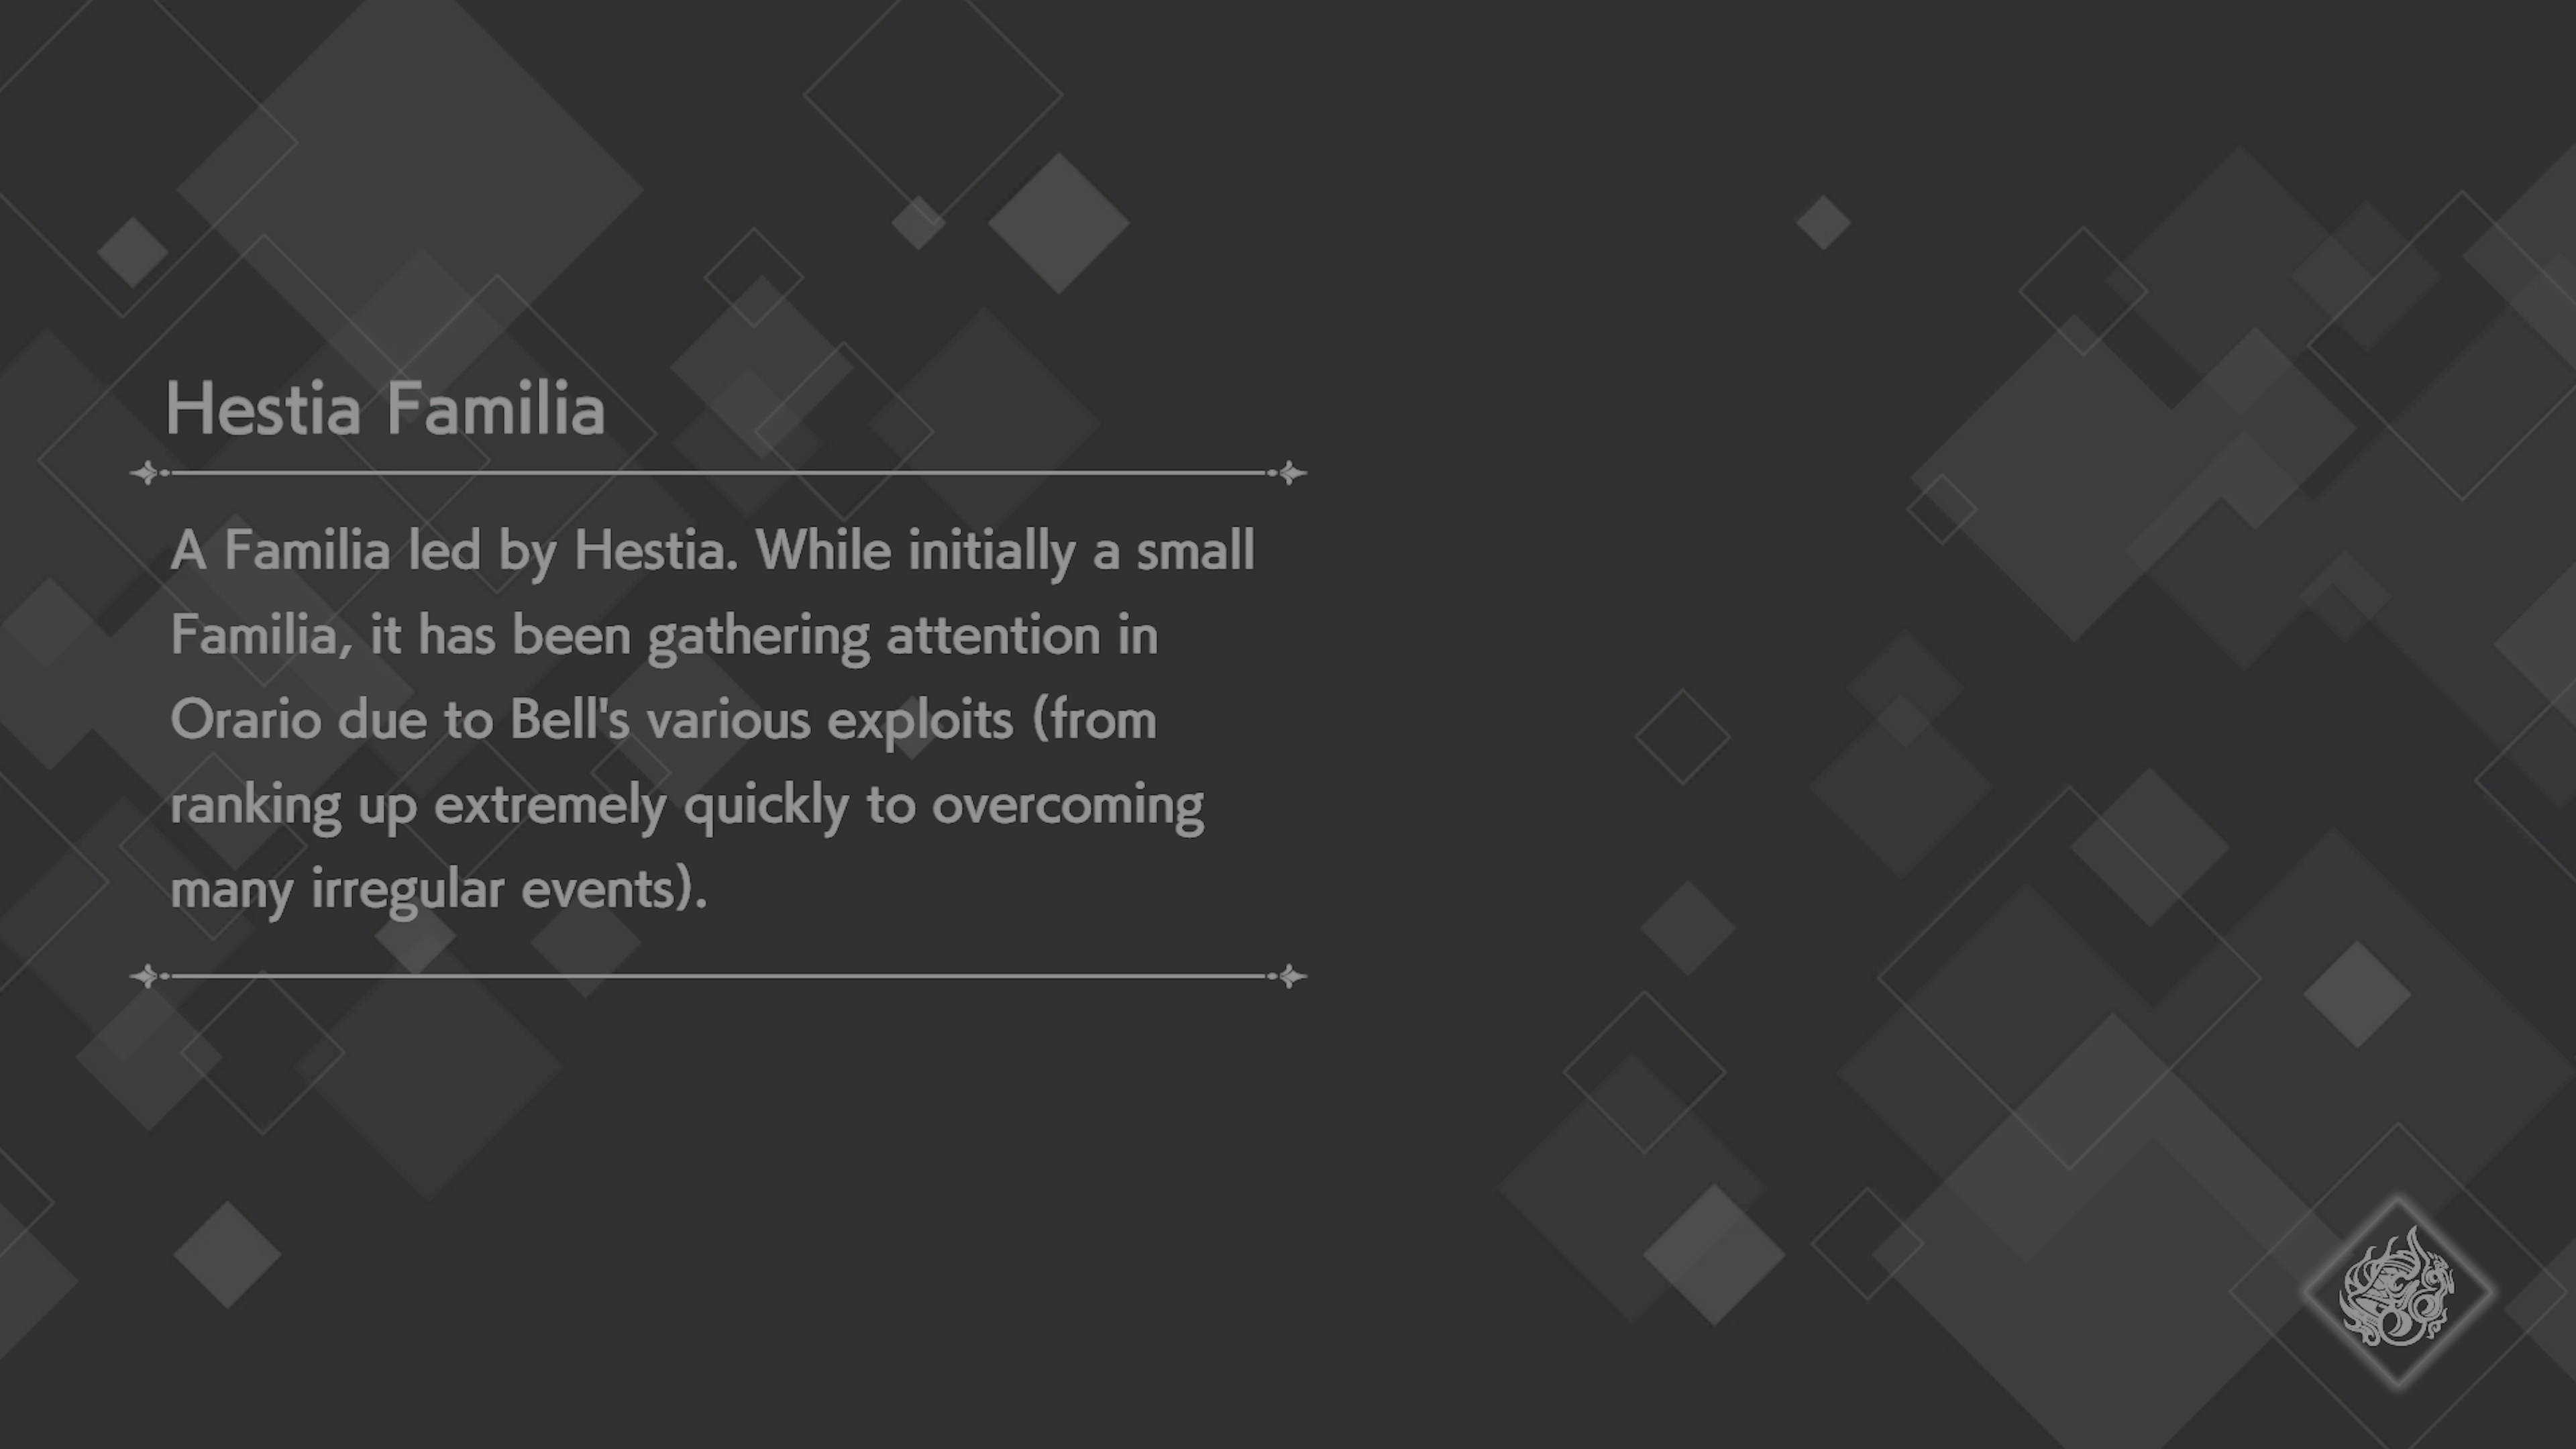 Hestia Familia
A Familia led by Hestia. While initially a small
Familia, it has been gathering attention in
Orario due to Bell's various exploits (from
ranking up extremely quickly to overcoming
many irregular events).